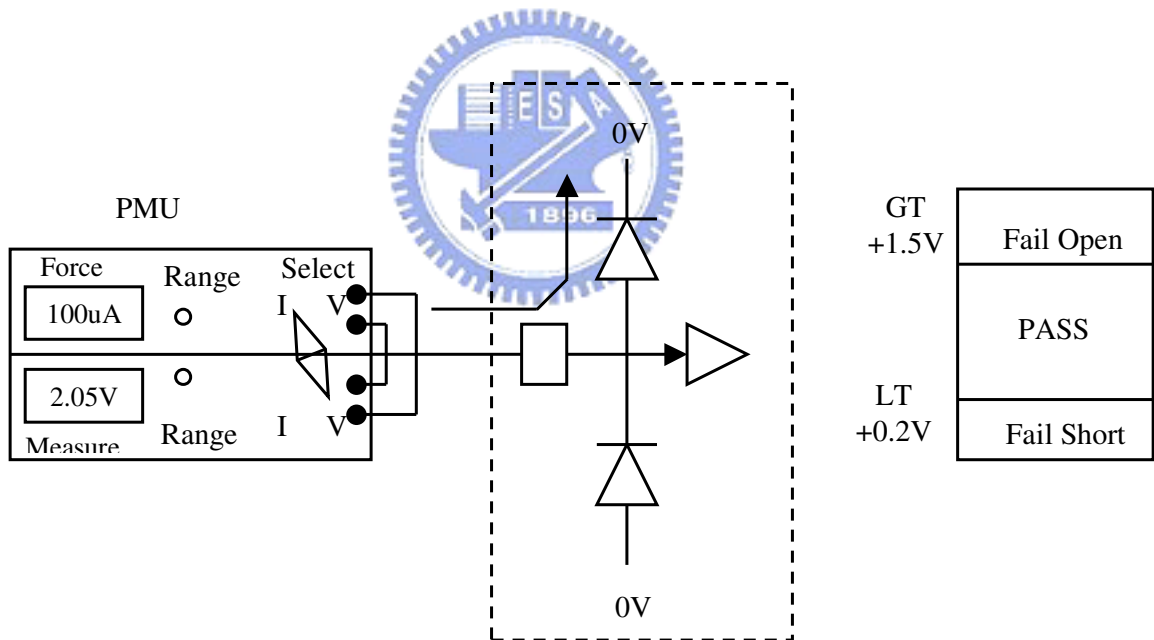 E S A
1896
0V
PMU
Force
Range
Select
100uA
I V
2.05V
Measure
Range
I V
0V
GT
+1.5V
Fail Open
PASS
LT
+0.2V
Fail Short